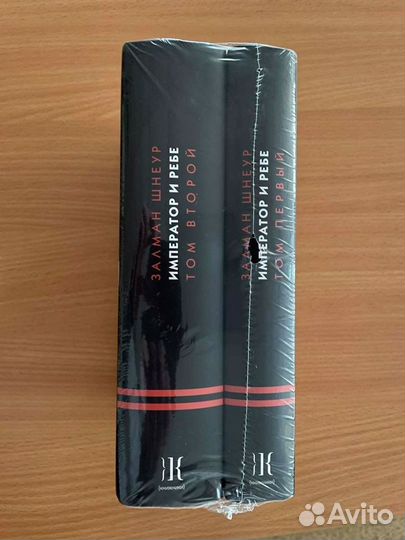 ЗАЛМАН ШНЕУР
ИМПЕРАТОР И РЕБЕ
ТОМ ВТОРОЙ
ЗАЛМАН ШНЕУР
ИМПЕРАТОР И РЕБЕ
ТОМ ПЕРВЫЙ
Avito